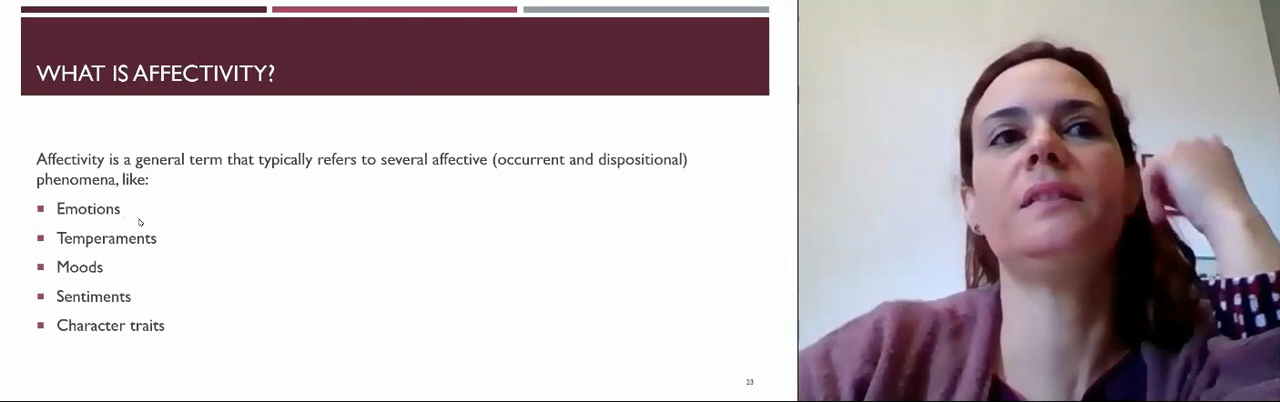 WHAT IS AFFECTIVITY?
Affectivity is a general term that typically refers to several affective (occurrent and dispositional)
phenomena, like:
Emotions
Temperaments
Moods
Sentiments
Character traits
23